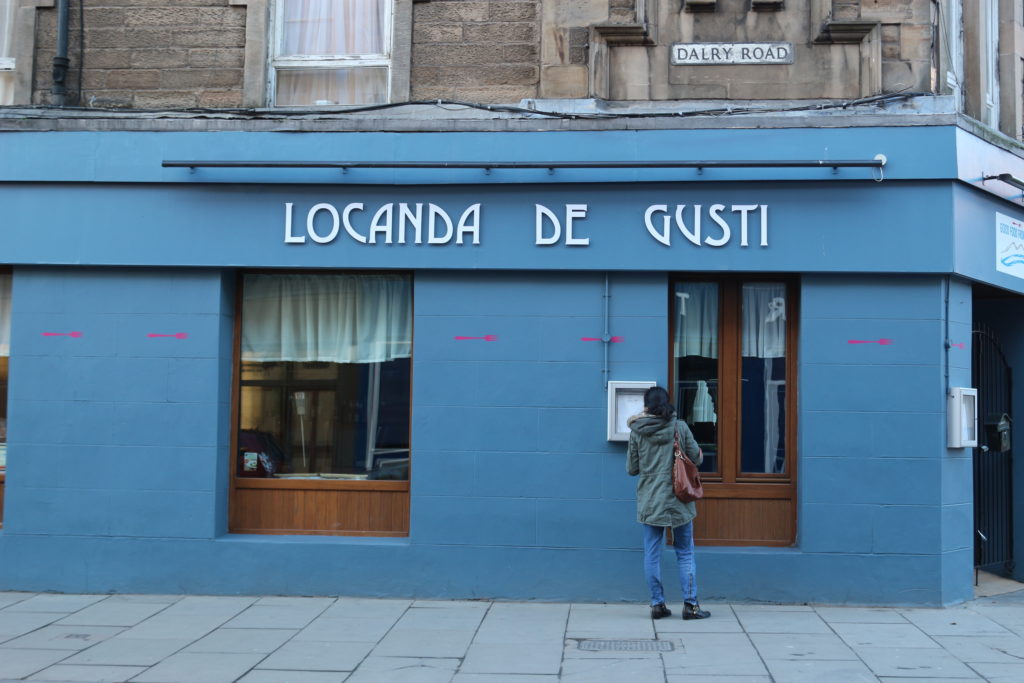 DALRY ROAD
LOCANDA DE GUSTI